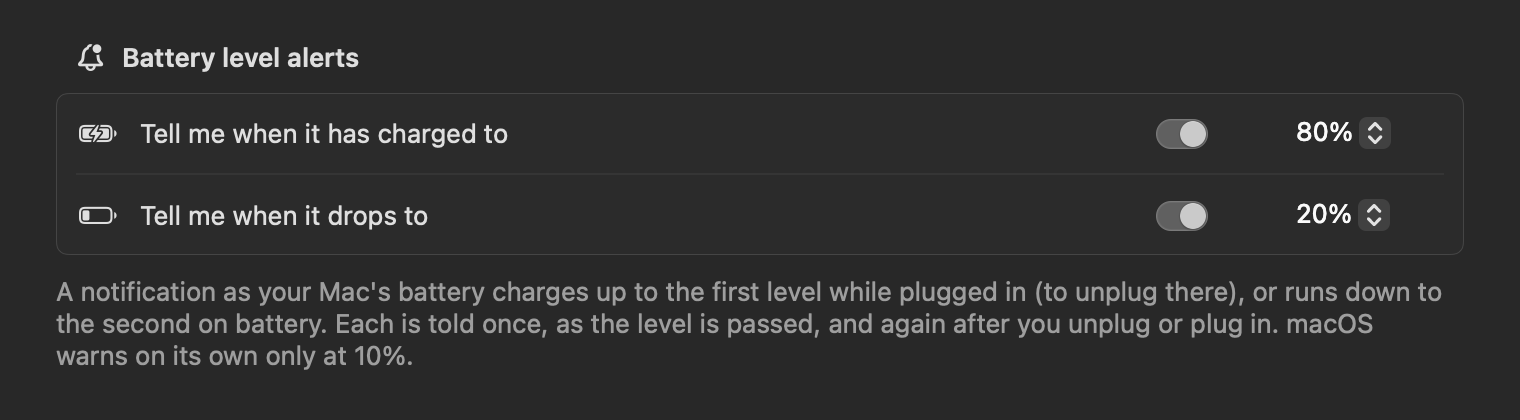 Battery level alerts
Tell me when it has charged to 80%
Tell me when it drops to 20%
A notification as your Mac's battery charges up to the first level while plugged in (to unplug there), or runs down to
the second on battery. Each is told once, as the level is passed, and again after you unplug or plug in. macOS
warns on its own only at 10%.